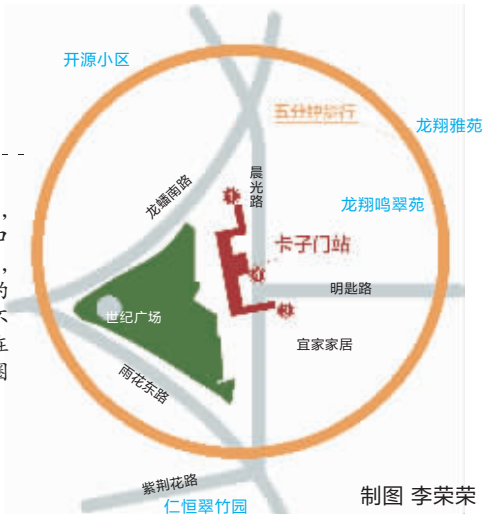 开源小区
五分钟步行
龙翔雅苑
龙蟠南路
晨光路
龙翔鸣翠苑
卡子门站
明匙路
世纪广场
宜家家居
雨花东路
紫荆花路
仁恒翠竹园
制图 李荣荣